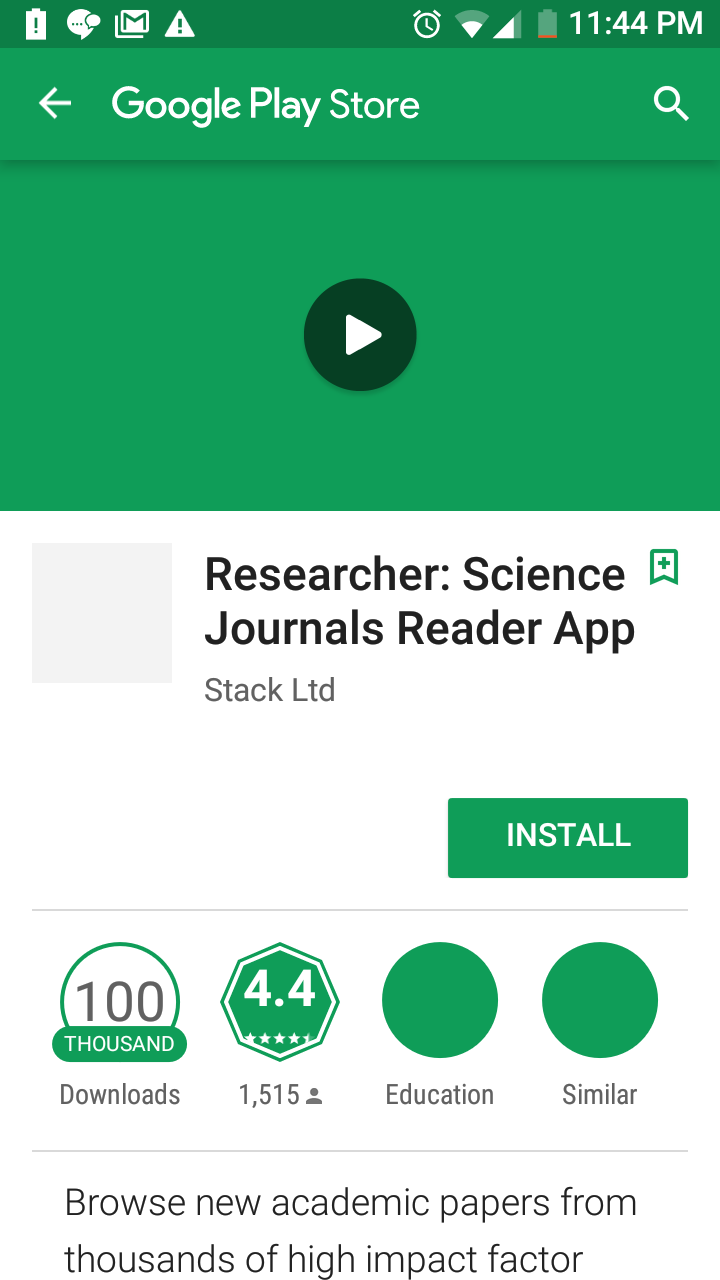 11:44 PM
Google Play Store
Researcher: Science
Journals Reader App
Stack Ltd
INSTALL
100
THOUSAND
Downloads
4.4
1,515
Education
Similar
Browse new academic papers from
thousands of high impact factor